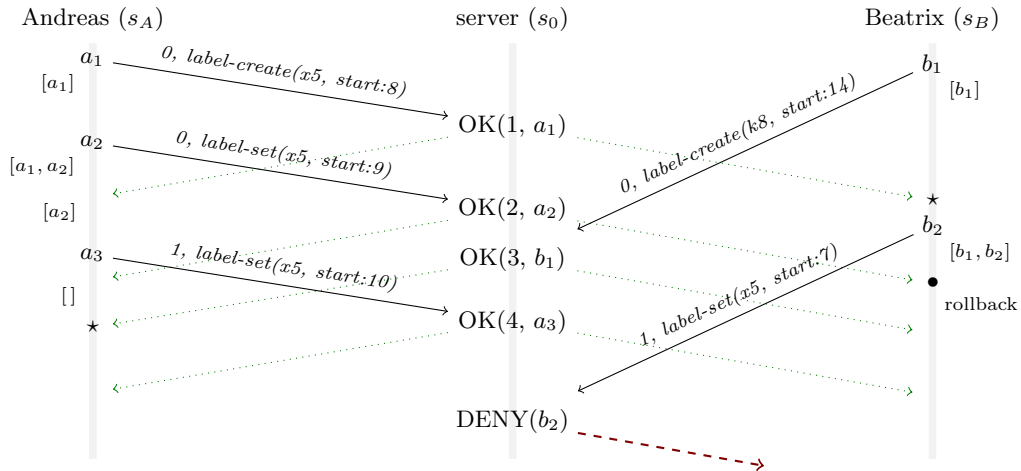 Andreas (s_A)
server (s_0)
Beatrix (s_B)
a_1
0, label-create(x5, start:8)
b_1
[a_1]
[b_1]
OK(1, a_1)
0, label-create(k8, start:14)
a_2
0, label-set(x5, start:9)
[a_1, a_2]
⋆
[a_2]
OK(2, a_2)
b_2
a_3
1, label-set(x5, start:10)
OK(3, b_1)
[b_1, b_2]
1, label-set(x5, start:7)
[ ]
rollback
⋆
OK(4, a_3)
DENY(b_2)